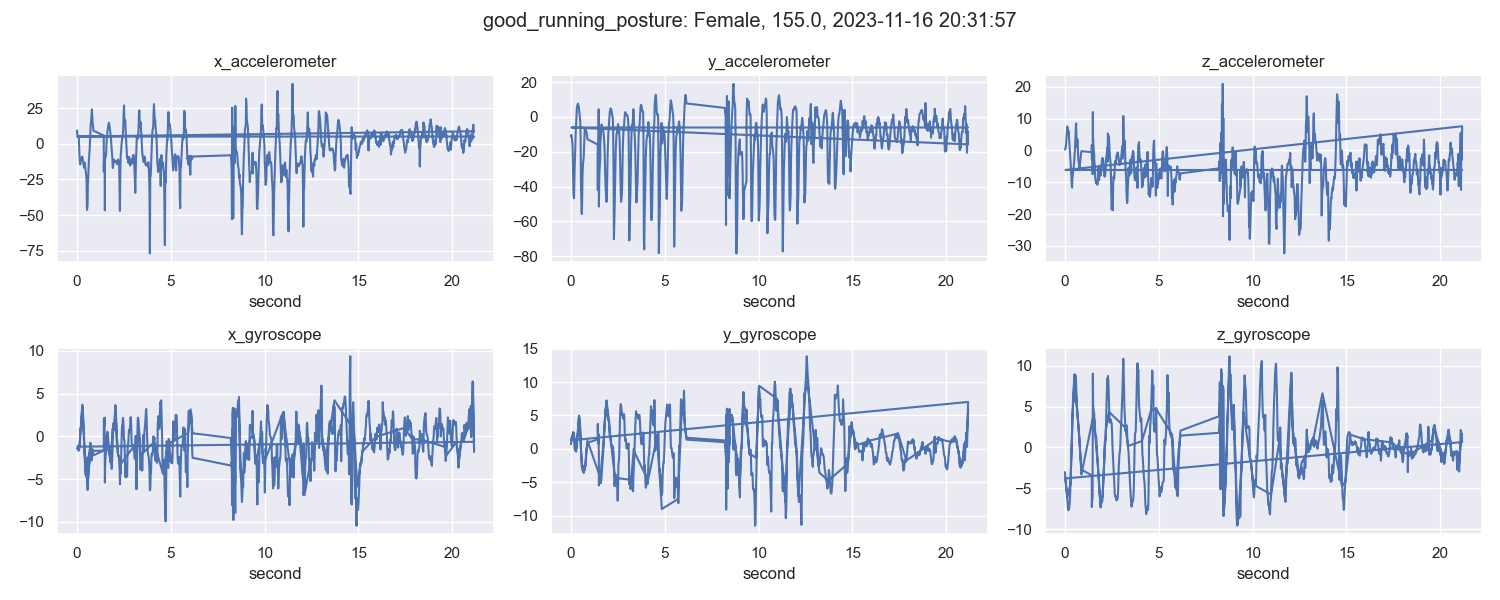 good_running_posture: Female, 155.0, 2023-11-16 20:31:57
x_accelerometer
25
0
−25
−50
−75
0 5 10 15 20
second
y_accelerometer
20
0
−20
−40
−60
−80
0 5 10 15 20
second
z_accelerometer
20
10
0
−10
−20
−30
0 5 10 15 20
second
x_gyroscope
10
5
0
−5
−10
0 5 10 15 20
second
y_gyroscope
15
10
5
0
−5
−10
0 5 10 15 20
second
z_gyroscope
10
5
0
−5
−10
0 5 10 15 20
second